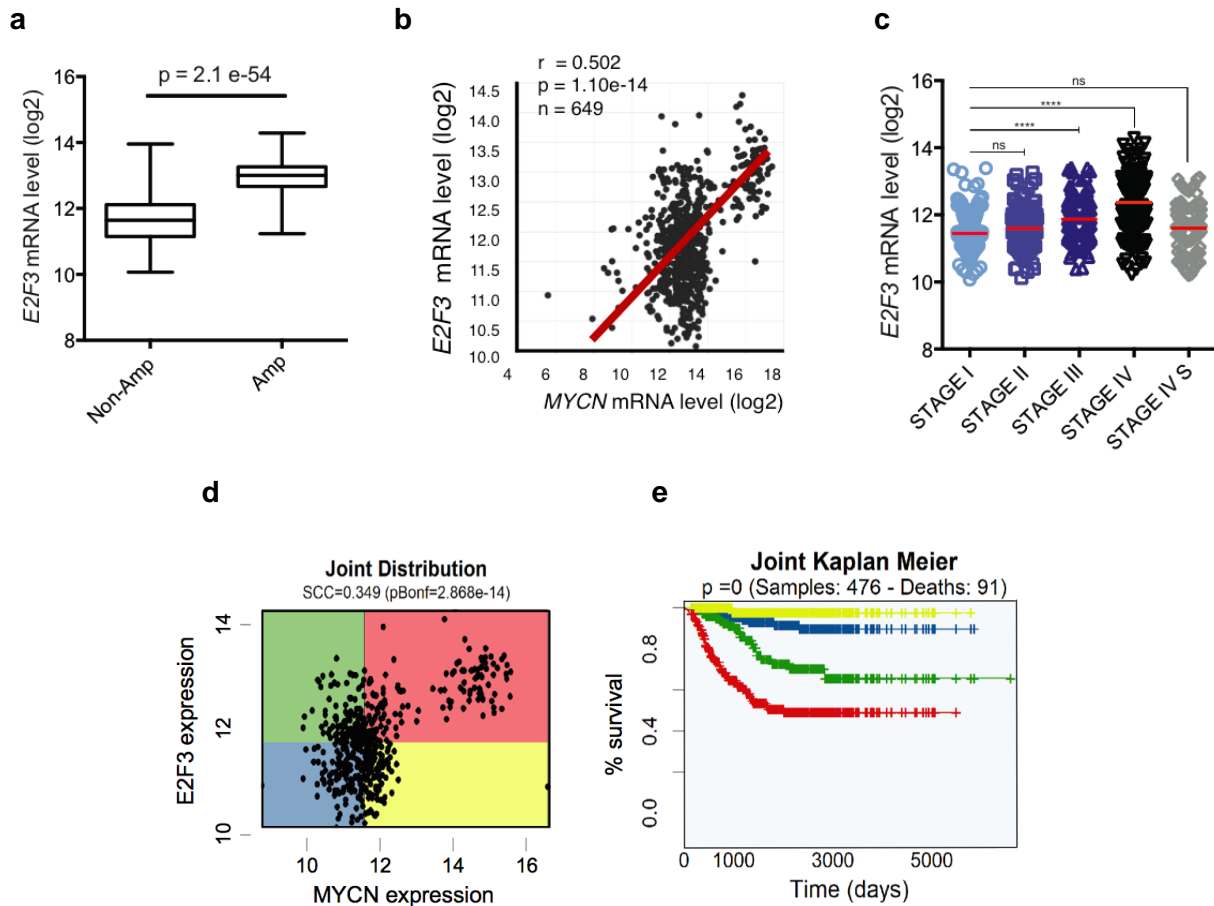 a
p = 2.1 e-54
E2F3 mRNA level (log2)
16
14
12
10
8
Non-Amp
Amp
b
r = 0.502
p = 1.10e-14
n = 649
E2F3 mRNA level (log2)
14.5
14.0
13.5
13.0
12.5
12.0
11.5
11.0
10.5
10.0
4 6 8 10 12 14 16 18
MYCN mRNA level (log2)
c
ns
****
****
ns
E2F3 mRNA level (log2)
16
14
12
10
8
STAGE I
STAGE II
STAGE III
STAGE IV
STAGE IV S
d
Joint Distribution
SCC=0.349 (pBonf=2.868e-14)
E2F3 expression
14
12
10
10 12 14 16
MYCN expression
e
Joint Kaplan Meier
p =0 (Samples: 476 - Deaths: 91)
% survival
0.8
0.4
0.0
0 1000 3000 5000
Time (days)